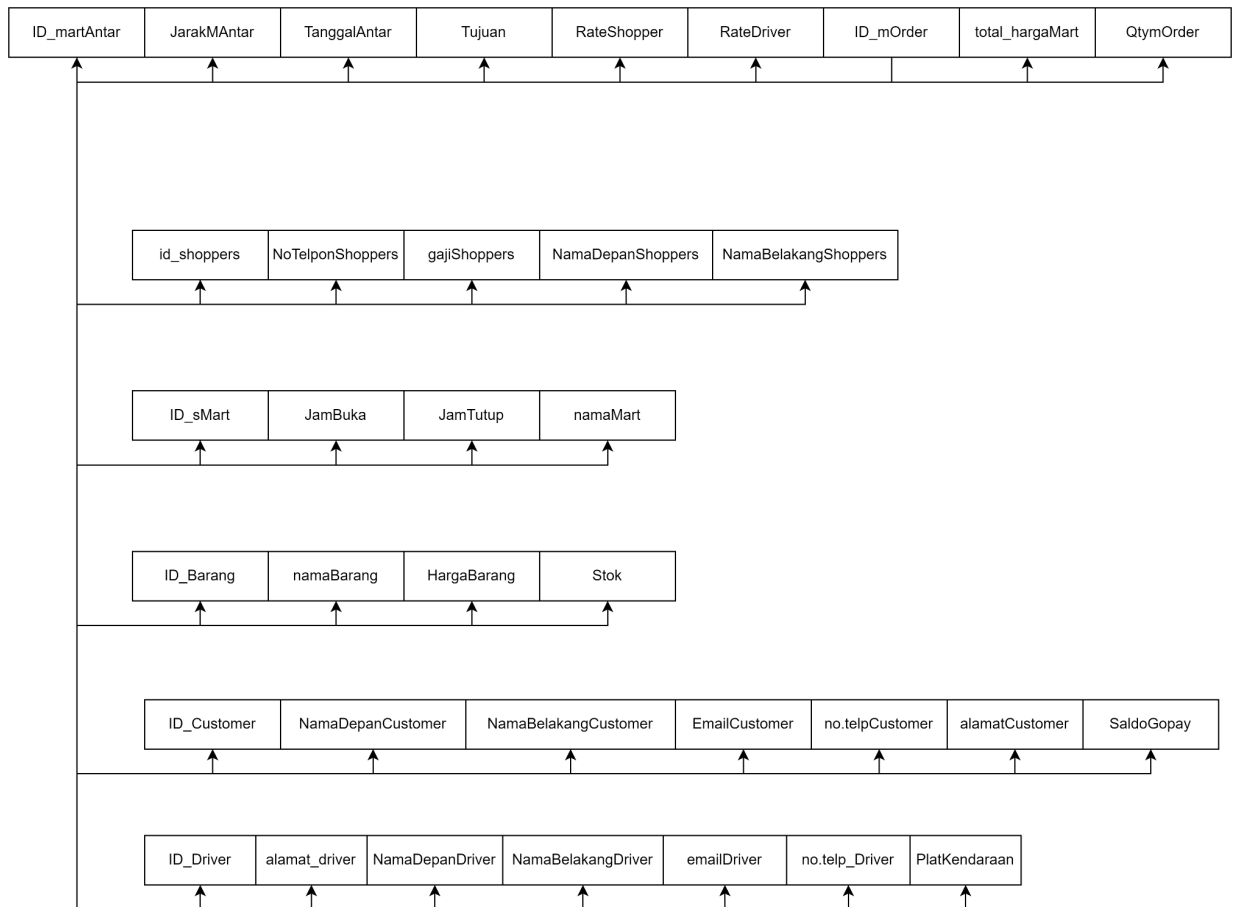 ID_martAntar JarakMAntar TanggalAntar Tujuan RateShopper RateDriver ID_mOrder total_hargaMart QtymOrder
id_shoppers NoTelponShoppers gajiShoppers NamaDepanShoppers NamaBelakangShoppers
ID_sMart JamBuka JamTutup namaMart
ID_Barang namaBarang HargaBarang Stok
ID_Customer NamaDepanCustomer NamaBelakangCustomer EmailCustomer no.telpCustomer alamatCustomer SaldoGopay
ID_Driver alamat_driver NamaDepanDriver NamaBelakangDriver emailDriver no.telp_Driver PlatKendaraan